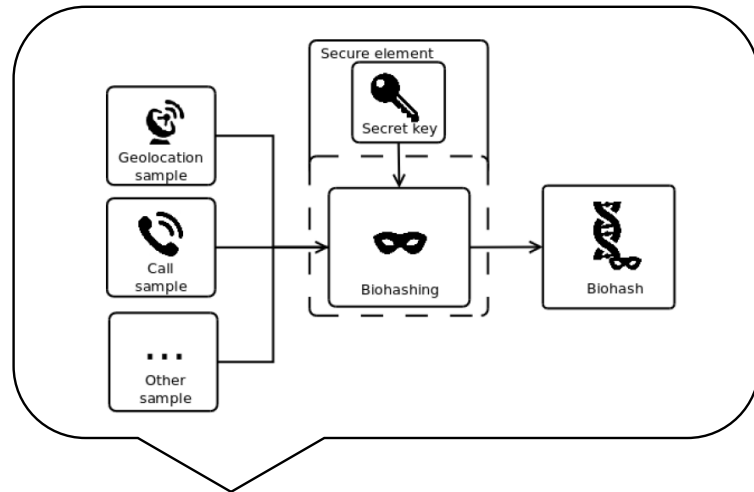 Secure element
Secret key
Geolocation
sample
Call
sample
Biohashing
Biohash
...
Other
sample